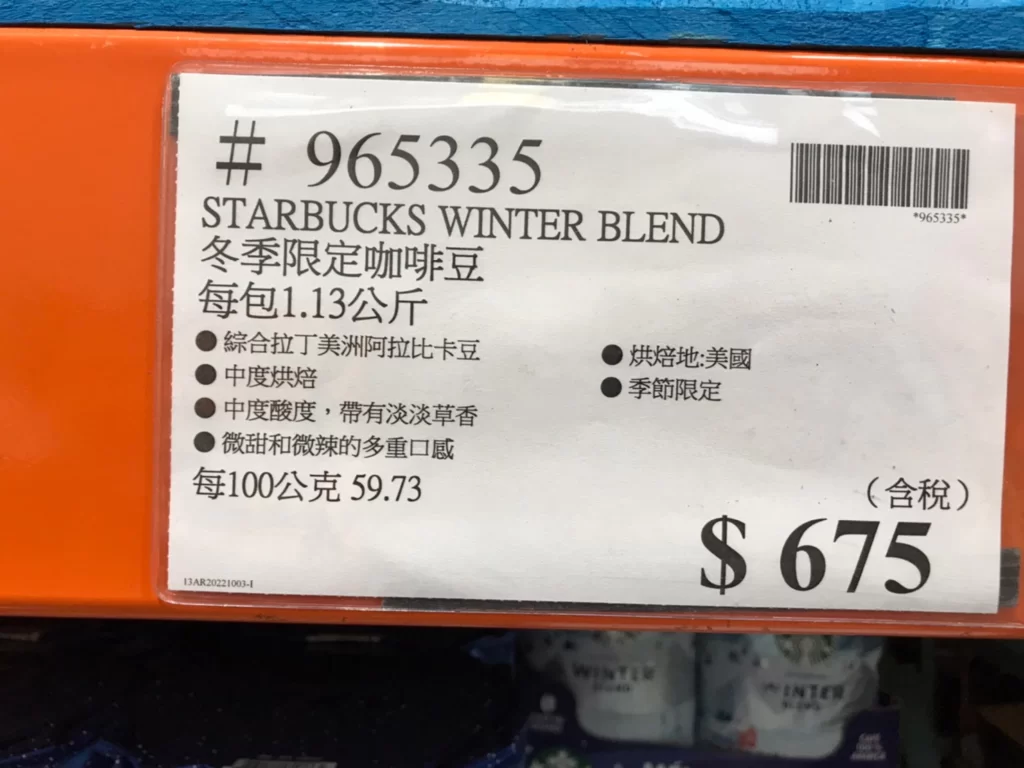 # 965335
*965335*
STARBUCKS WINTER BLEND
冬季限定咖啡豆
每包1.13公斤
●綜合拉丁美洲阿拉比卡豆
●中度烘焙
●中度酸度，帶有淡淡草香
●微甜和微辣的多重口感
●烘焙地:美國
●季節限定
每100公克 59.73
（含稅）
$ 675
13AR20221003-I
WINTER
BLEND
WINTER
BLEND